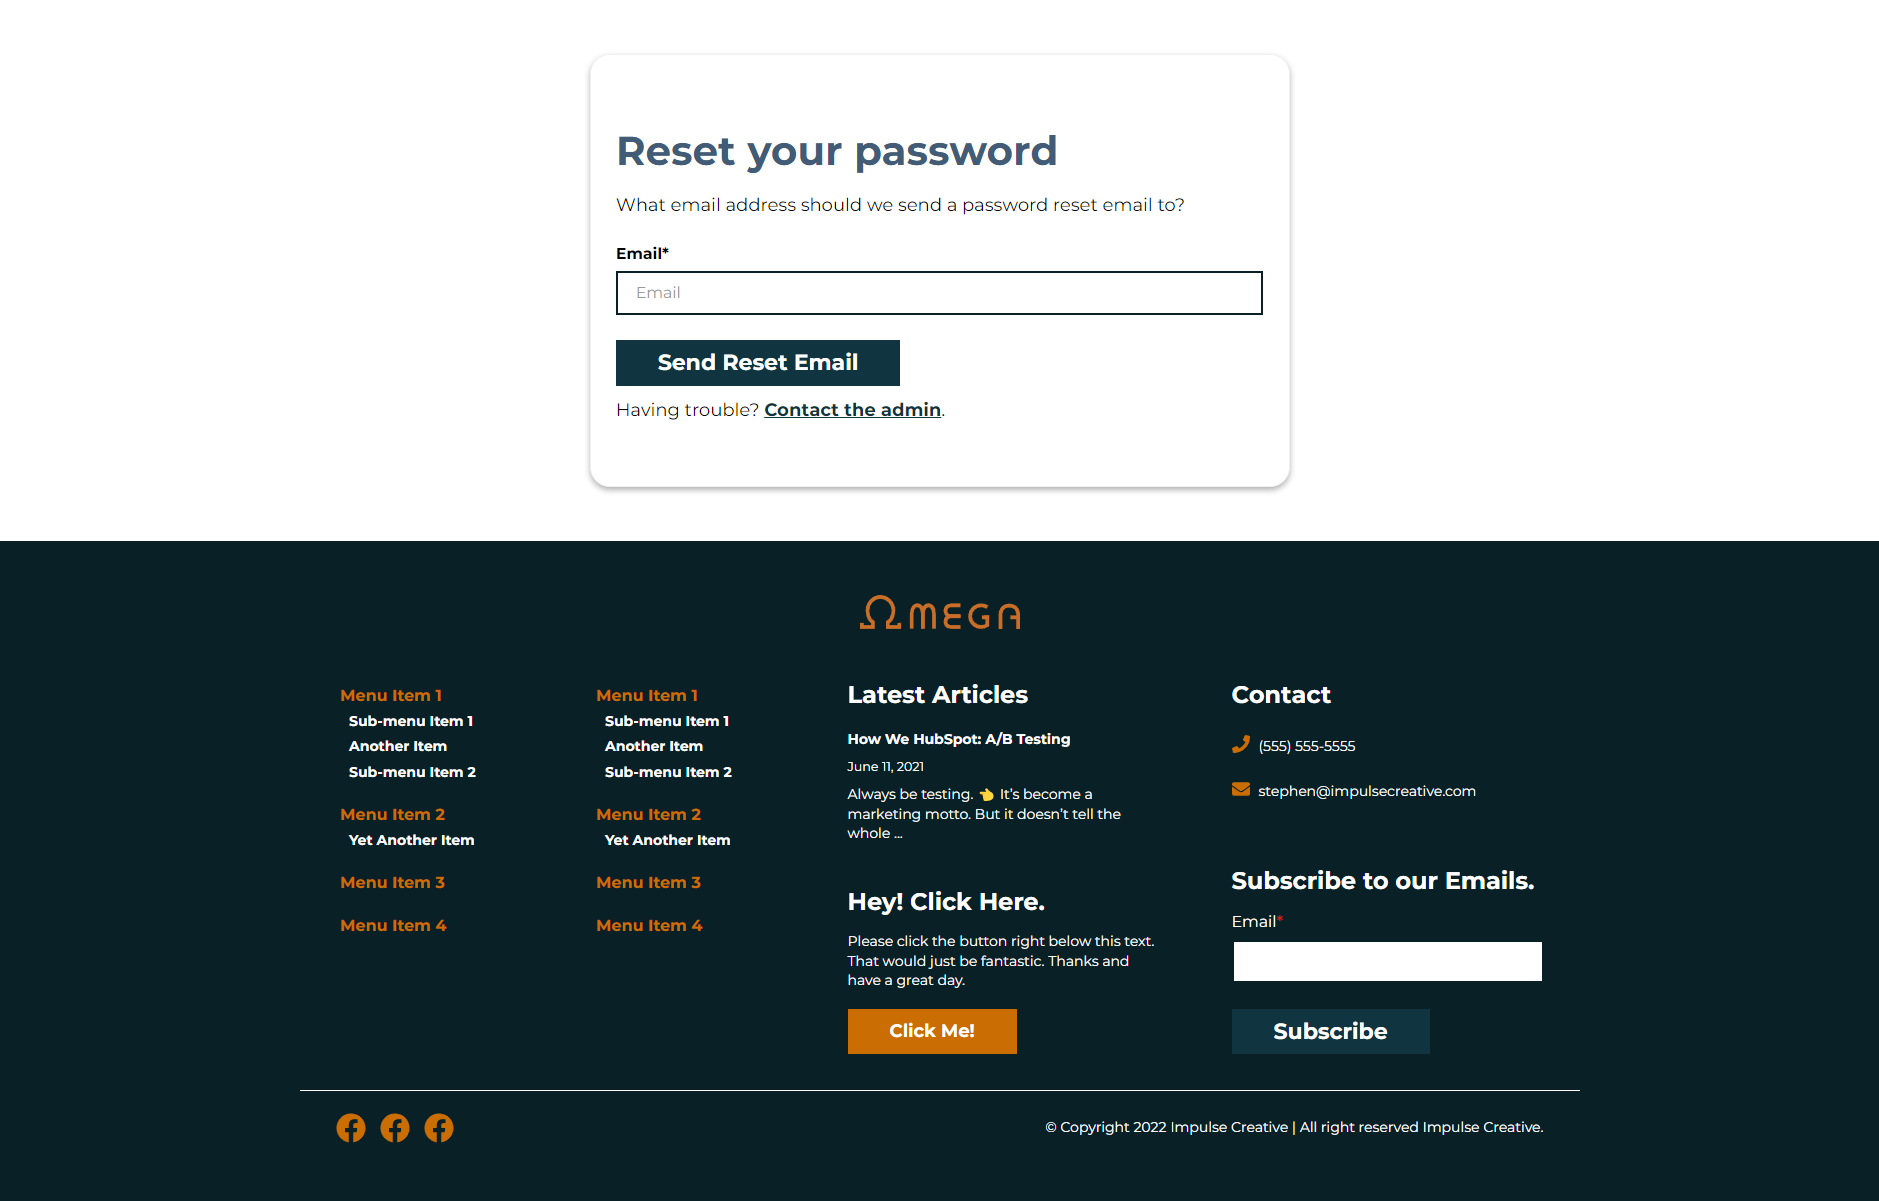 Reset your password
What email address should we send a password reset email to?
Email*
Email
Send Reset Email
Having trouble? Contact the admin.
ΩMEGA
Menu Item 1
Sub-menu Item 1
Another Item
Sub-menu Item 2
Menu Item 2
Yet Another Item
Menu Item 3
Menu Item 4
Menu Item 1
Sub-menu Item 1
Another Item
Sub-menu Item 2
Menu Item 2
Yet Another Item
Menu Item 3
Menu Item 4
Latest Articles
How We HubSpot: A/B Testing
June 11, 2021
Always be testing. 👈 It’s become a
marketing motto. But it doesn’t tell the
whole ...
Hey! Click Here.
Please click the button right below this text.
That would just be fantastic. Thanks and
have a great day.
Click Me!
Contact
(555) 555-5555
stephen@impulsecreative.com
Subscribe to our Emails.
Email*
Subscribe
© Copyright 2022 Impulse Creative | All right reserved Impulse Creative.